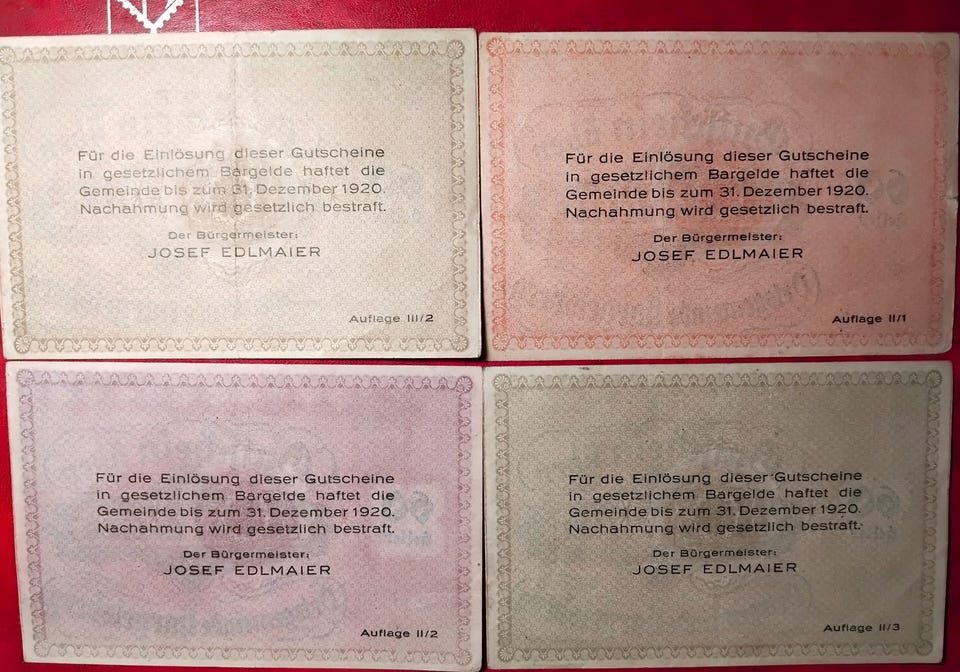 Für die Einlösung dieser Gutscheine
in gesetzlichem Bargelde haftet die
Gemeinde bis zum 31. Dezember 1920.
Nachahmung wird gesetzlich bestraft.
Der Bürgermeister:
JOSEF EDLMAIER
Auflage III/2
Für die Einlösung dieser Gutscheine
in gesetzlichem Bargelde haftet die
Gemeinde bis zum 31. Dezember 1920.
Nachahmung wird gesetzlich bestraft.
Der Bürgermeister:
JOSEF EDLMAIER
Auflage II/1
Für die Einlösung dieser Gutscheine
in gesetzlichem Bargelde haftet die
Gemeinde bis zum 31. Dezember 1920.
Nachahmung wird gesetzlich bestraft.
Der Bürgermeister:
JOSEF EDLMAIER
Auflage II/2
Für die Einlösung dieser Gutscheine
in gesetzlichem Bargelde haftet die
Gemeinde bis zum 31. Dezember 1920.
Nachahmung wird gesetzlich bestraft.
Der Bürgermeister:
JOSEF EDLMAIER
Auflage II/3